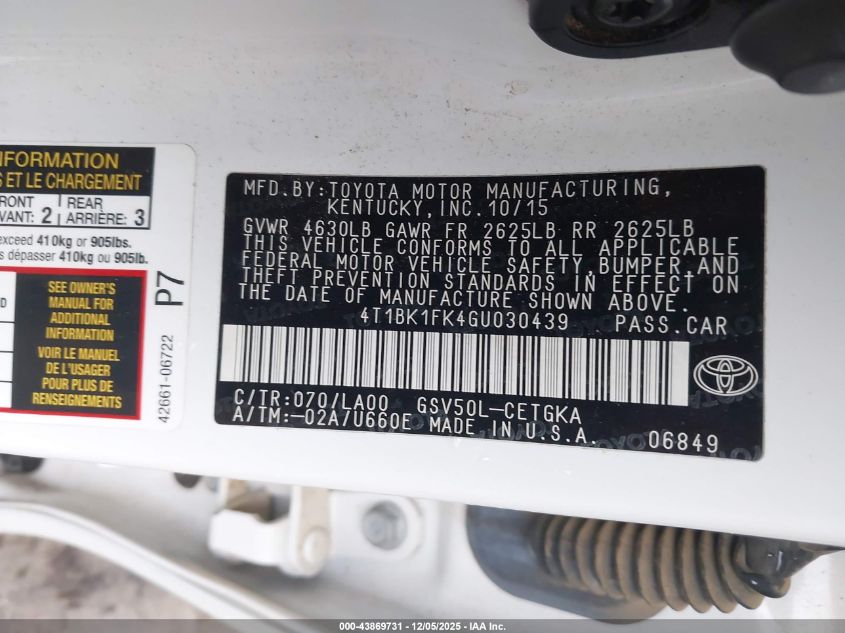 NFORMATION
S ET LE CHARGEMENT
FRONT
VANT: 2
REAR
ARRIÈRE: 3
exceed 410kg or 905lbs.
s dépasser 410kg ou 905lb.
SEE OWNER'S
MANUAL FOR
ADDITIONAL
INFORMATION
VOIR LE MANUEL
DE L'USAGER
POUR PLUS DE
RENSEIGNEMENTS
P7
42661-06722
MFD.BY:TOYOTA MOTOR MANUFACTURING,
KENTUCKY,INC.10/15
GVWR 4630LB GAWR FR 2625LB RR 2625LB
THIS VEHICLE CONFORMS TO ALL APPLICABLE
FEDERAL MOTOR VEHICLE SAFETY,BUMPER,AND
THEFT PREVENTION STANDARDS IN EFFECT ON
THE DATE OF MANUFACTURE SHOWN ABOVE.
4T1BK1FK4GU030439 PASS.CAR
C/TR:070/LA00 GSV50L-CETGKA
A/TM:-02A/U660E MADE IN U.S.A. 06849
000-43869731 - 12/05/2025 - IAA Inc.